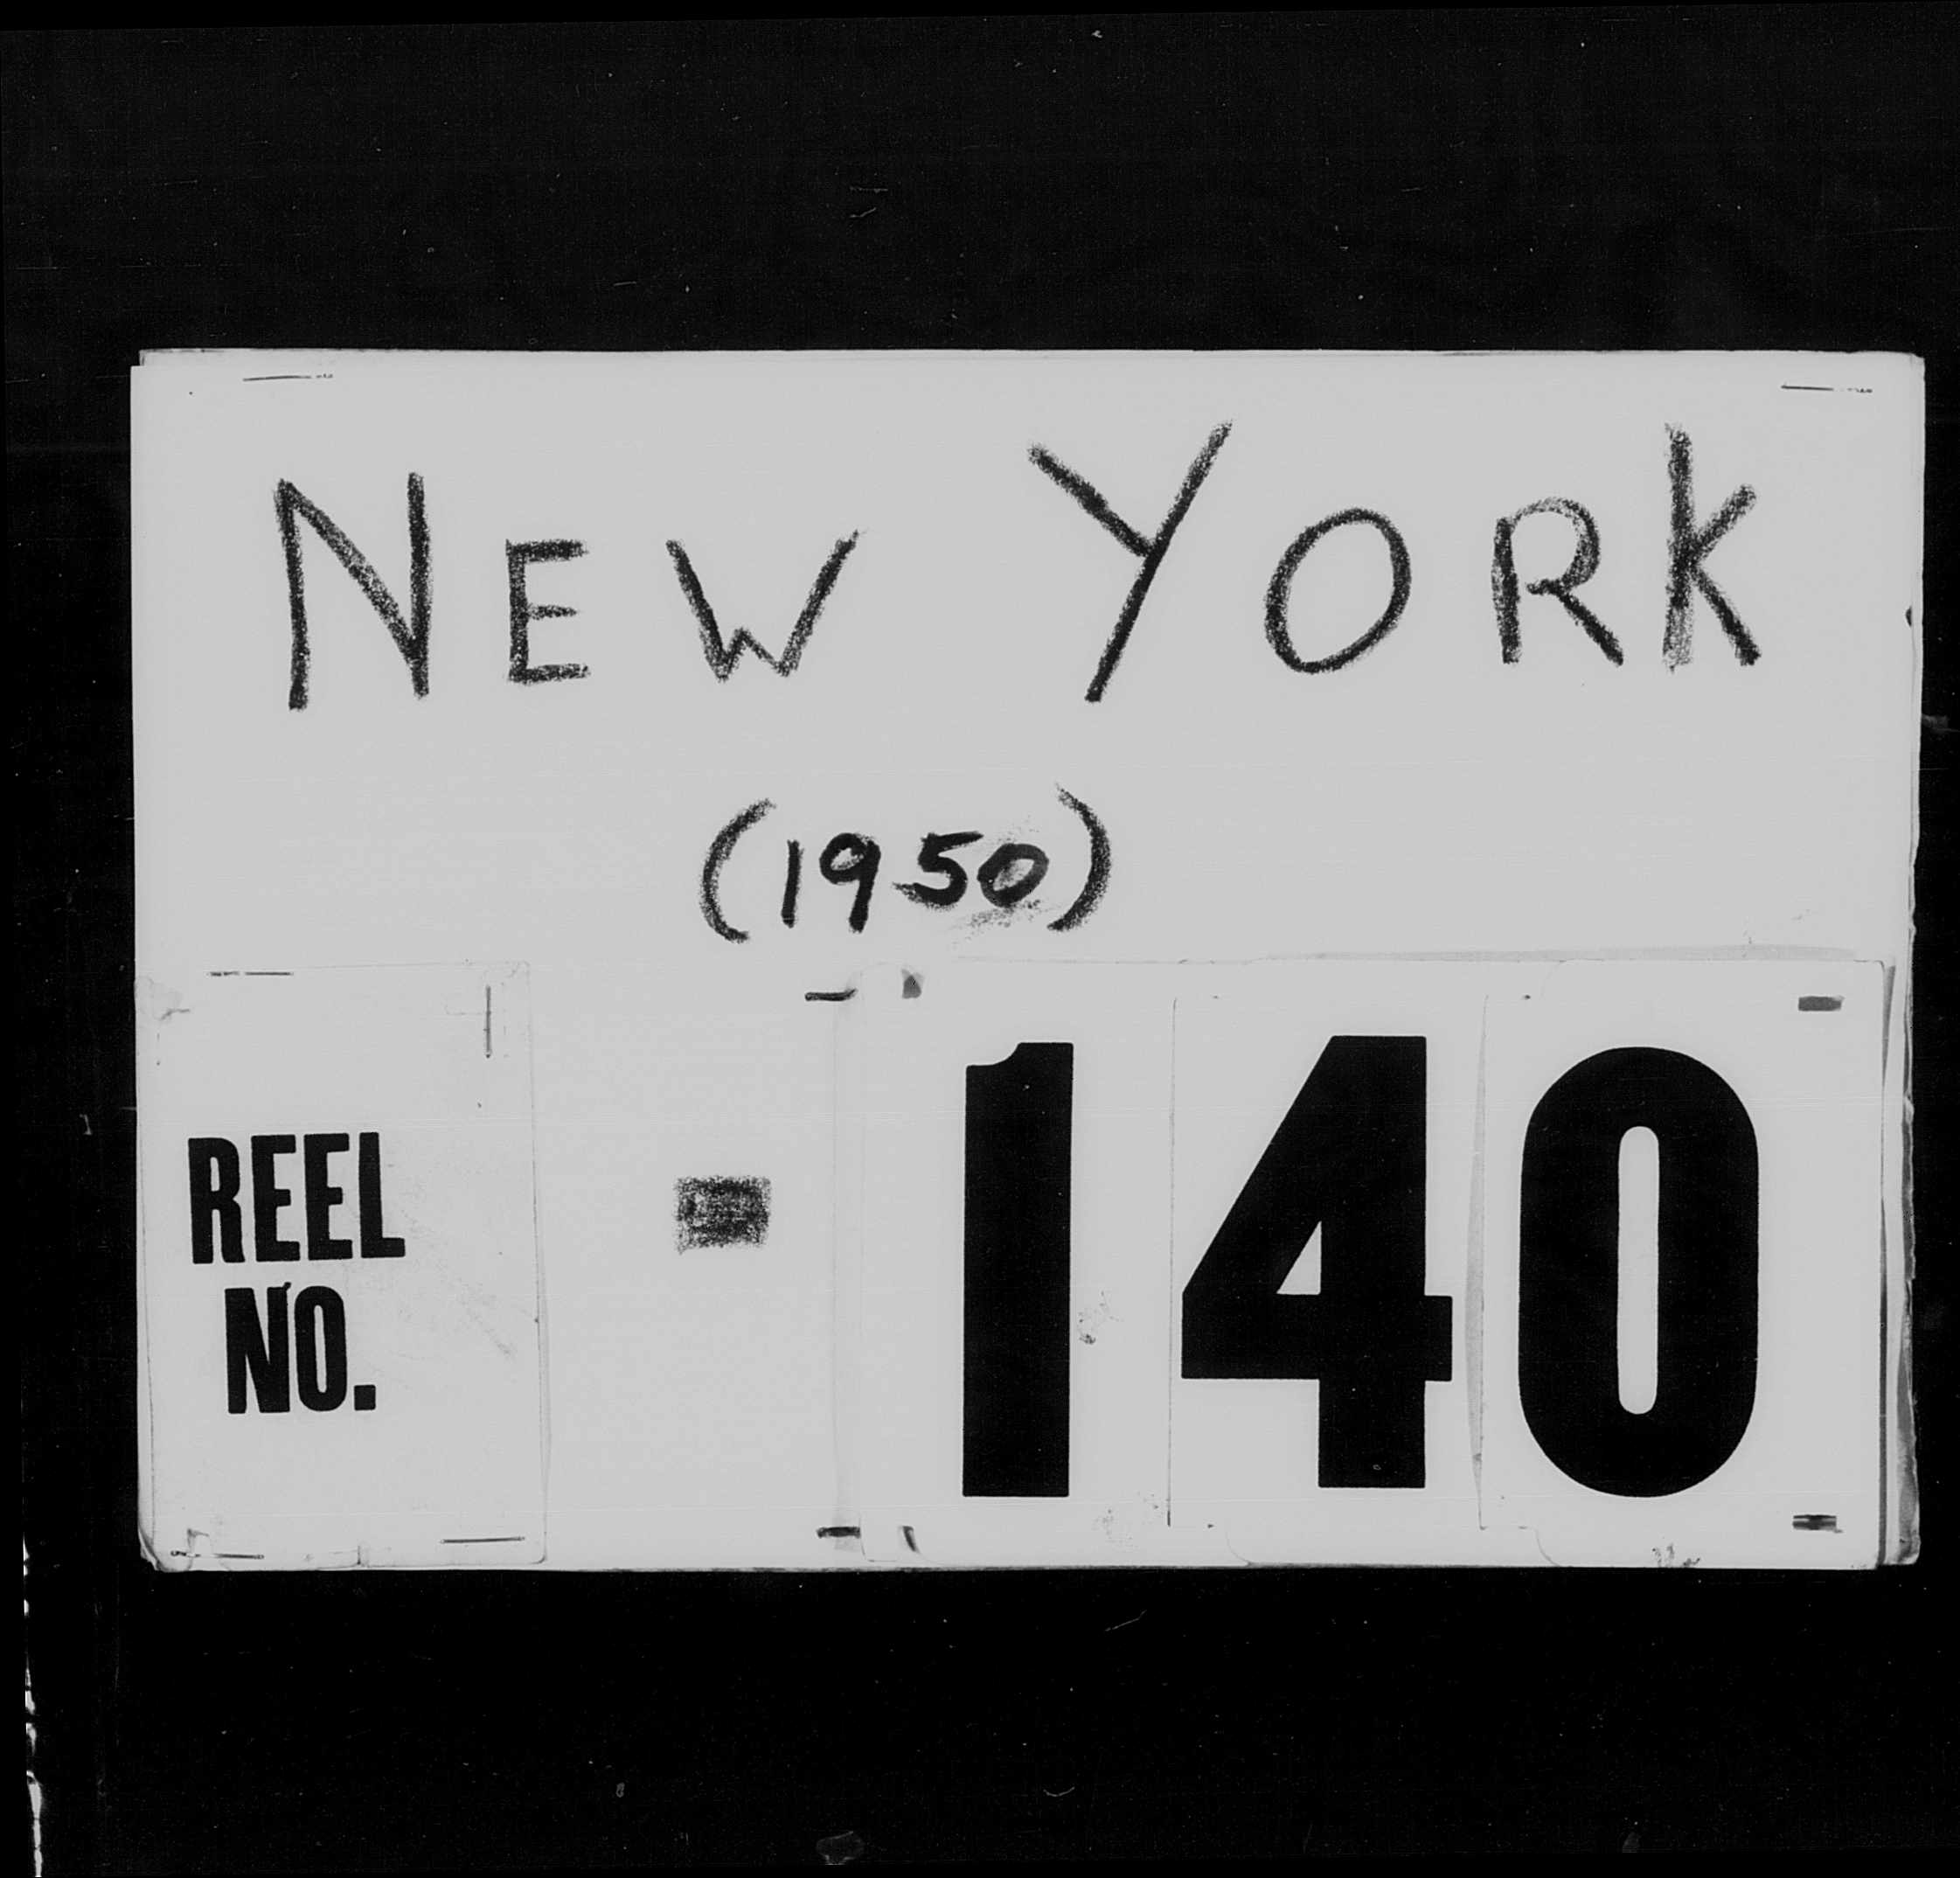 NEW YORK
(1950)
REEL
NO.
- 140